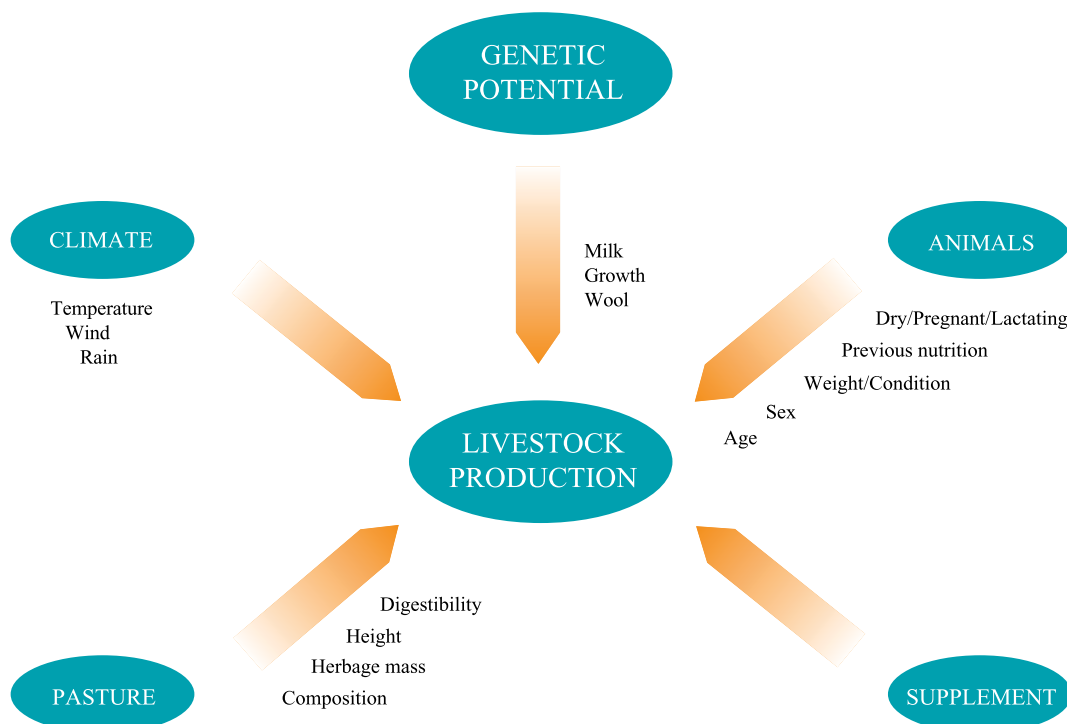 GENETIC
POTENTIAL
CLIMATE
Temperature
Wind
Rain
Milk
Growth
Wool
ANIMALS
Dry/Pregnant/Lactating
Previous nutrition
Weight/Condition
Sex
Age
LIVESTOCK
PRODUCTION
Digestibility
Height
Herbage mass
Composition
PASTURE
SUPPLEMENT